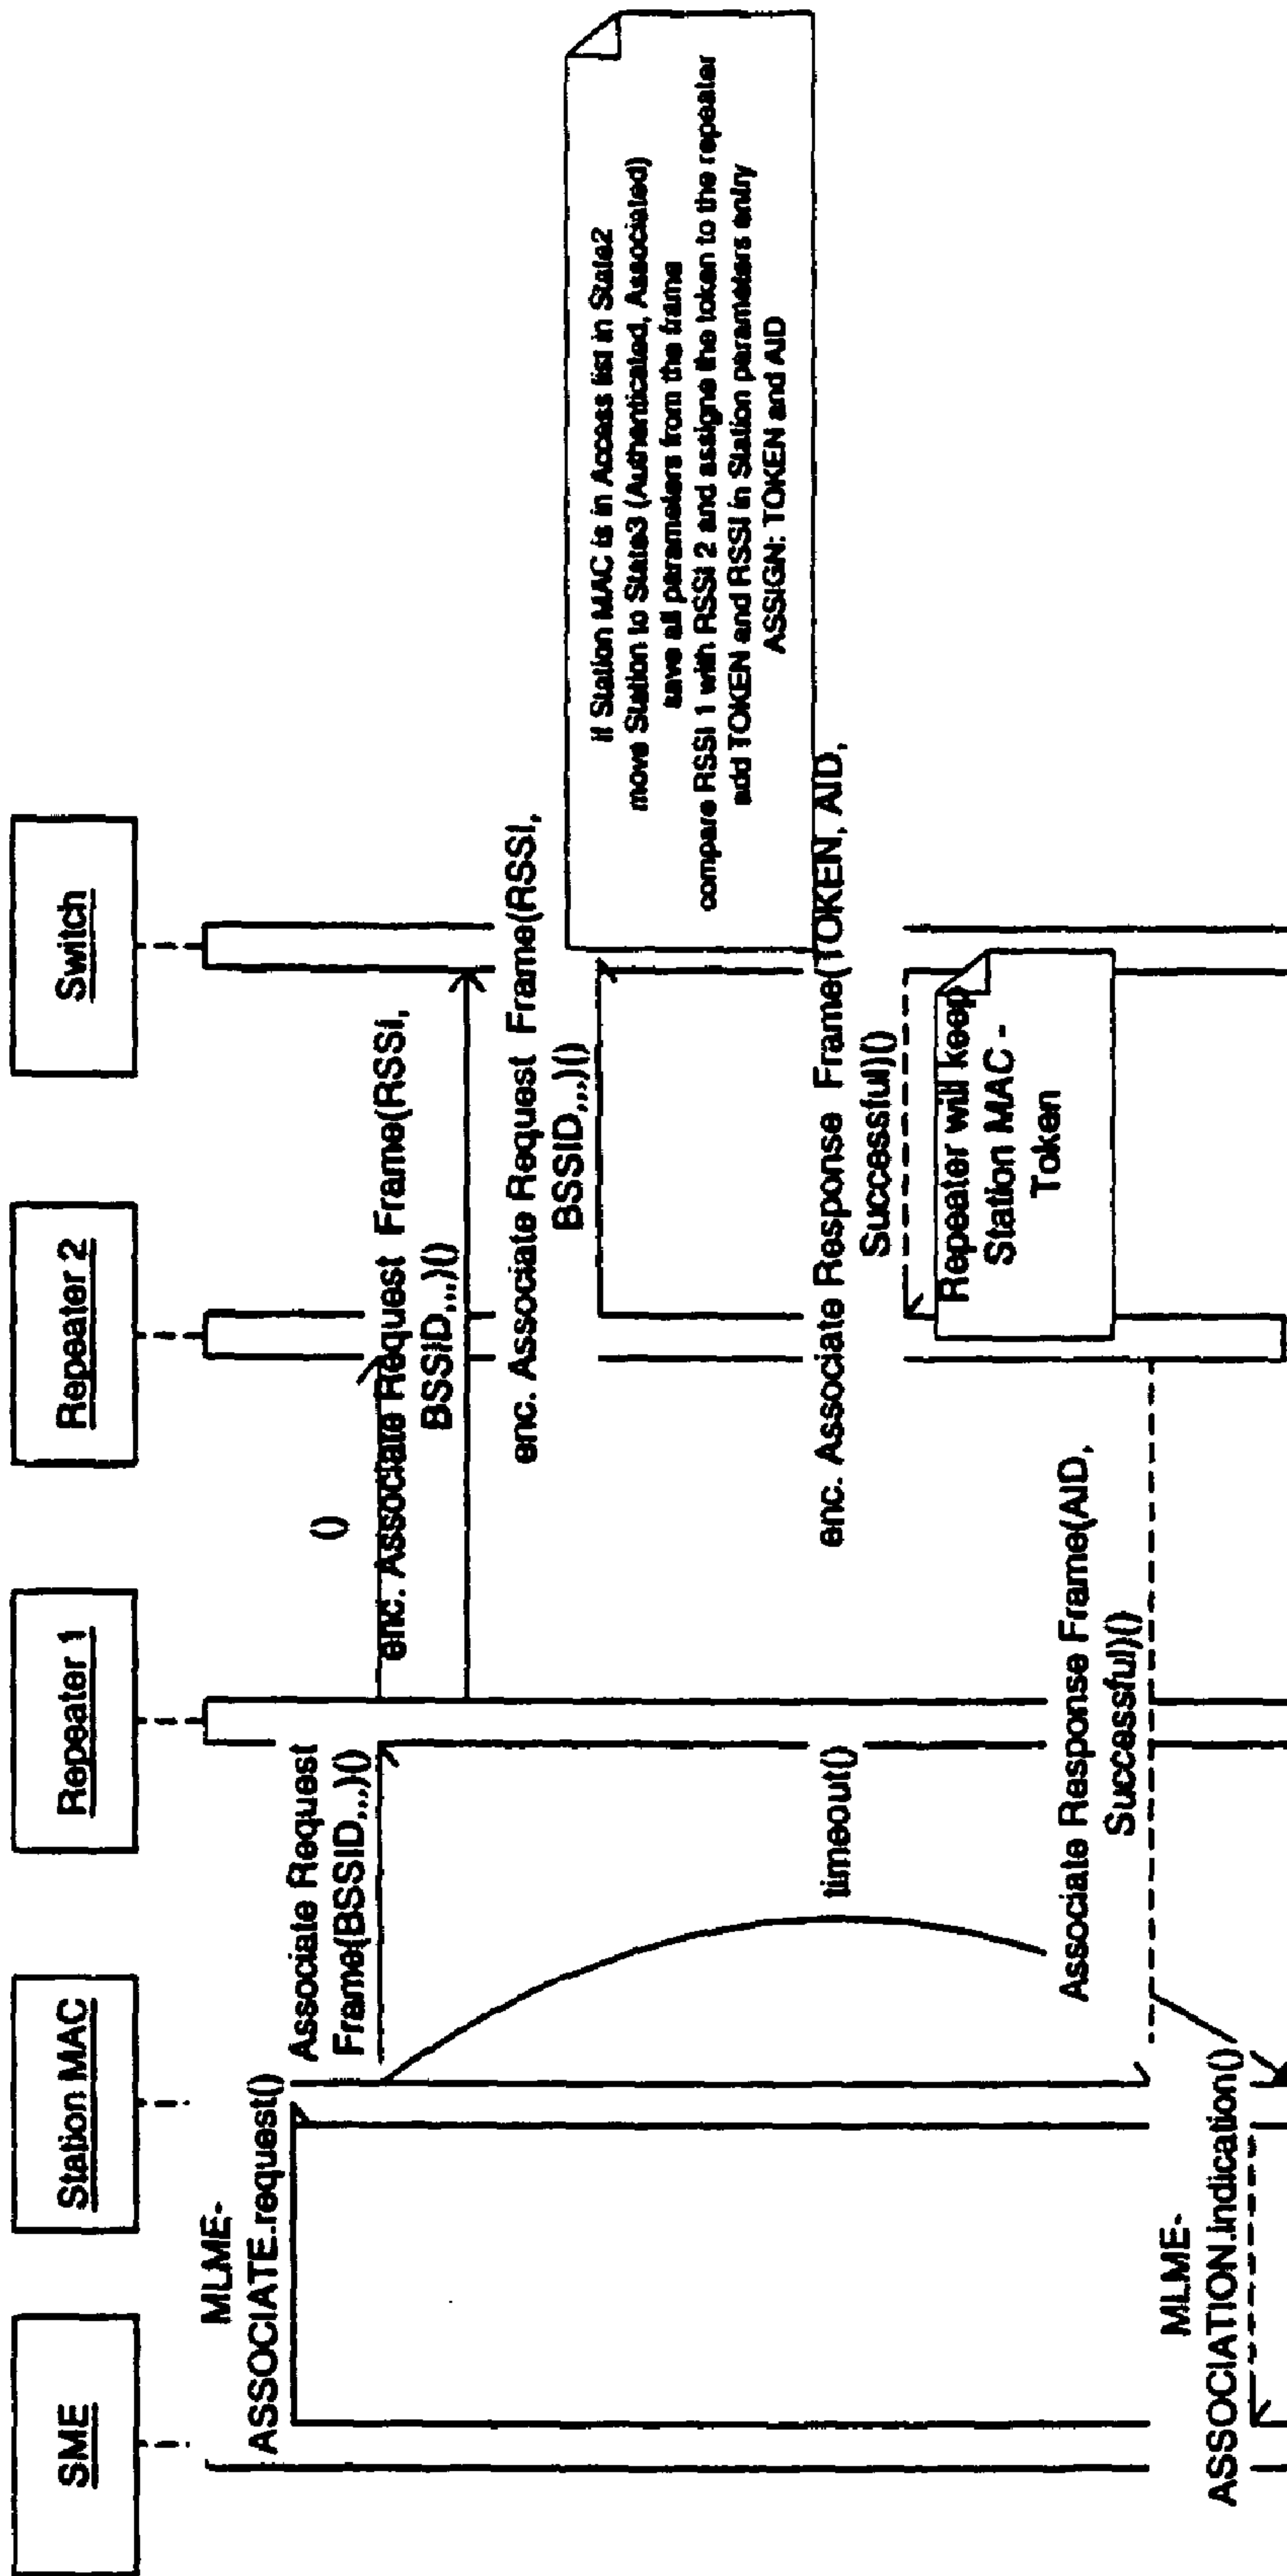 SME
Station MAC
Repeater 1
Repeater 2
Switch
MLME-
ASSOCIATE.request()
Associate Request
Frame(BSSID,,,)()
()
enc. Associate Request Frame(RSSI,
BSSID,,,)()
enc. Associate Request Frame(RSSI,
BSSID,,,)()
if Station MAC is in Access list in State2
move Station to State3 (Authenticated, Associated)
save all parameters from the frame
compare RSSI 1 with RSSI 2 and assigne the token to the repeater
add TOKEN and RSSI in Station parameters entry
ASSIGN: TOKEN and AID
timeout()
enc. Associate Response Frame(TOKEN, AID,
Successful)()
Repeater will keep
Station MAC -
Token
Associate Response Frame(AID,
Successful)()
MLME-
ASSOCIATION.indication()